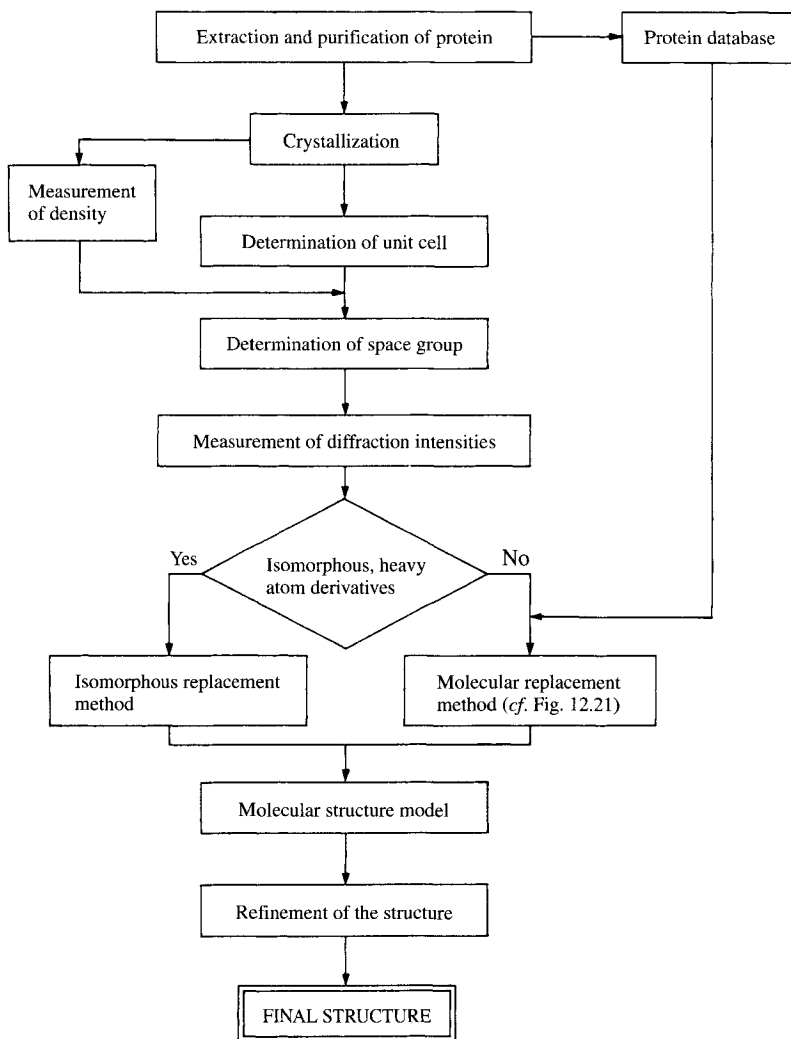 Extraction and purification of protein
Protein database
Crystallization
Measurement
of density
Determination of unit cell
Determination of space group
Measurement of diffraction intensities
Yes
Isomorphous, heavy
atom derivatives
No
Isomorphous replacement
method
Molecular replacement
method (cf. Fig. 12.21)
Molecular structure model
Refinement of the structure
FINAL STRUCTURE